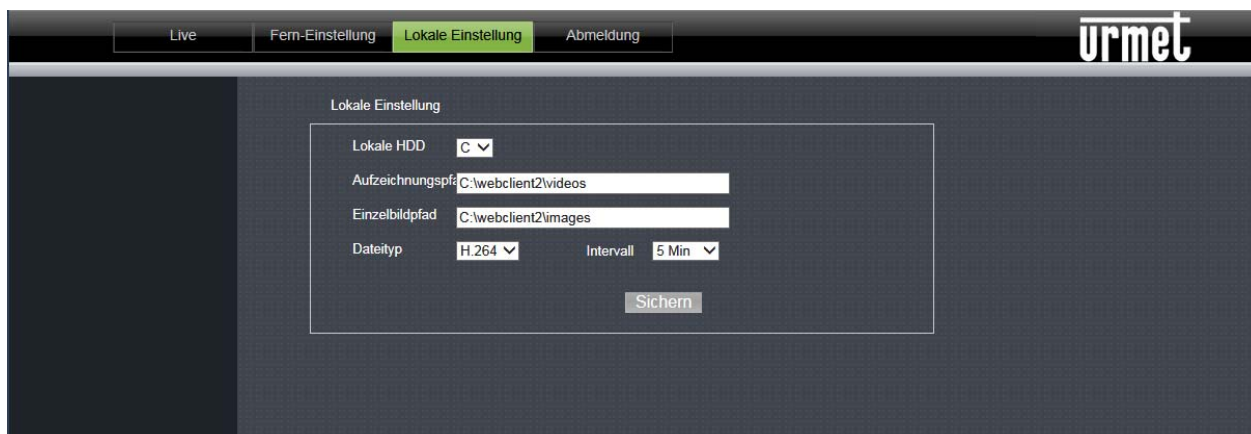 Live Fern-Einstellung Lokale Einstellung Abmeldung urmet
Lokale Einstellung
Lokale HDD C
Aufzeichnungspfa C:\webclient2\videos
Einzelbildpfad C:\webclient2\images
Dateityp H.264 Intervall 5 Min
Sichern